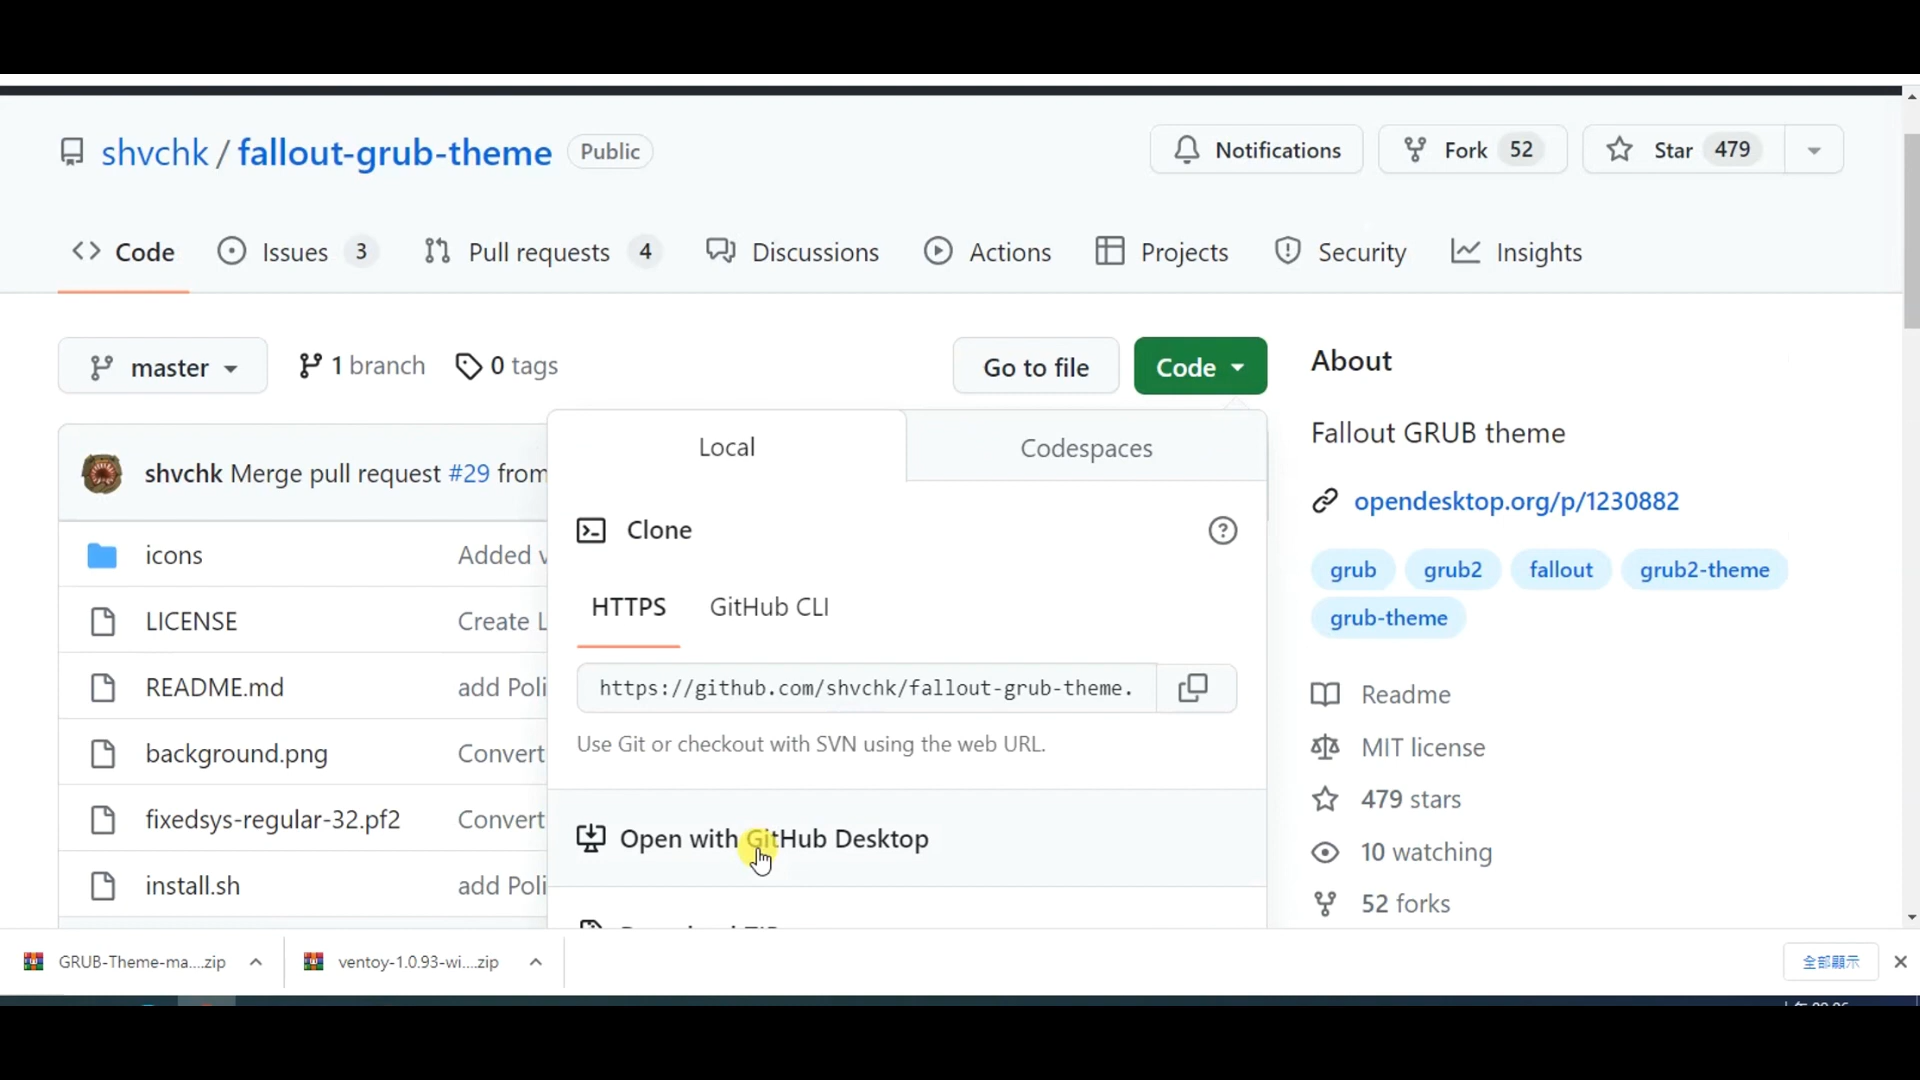 shvchk / fallout-grub-theme Public
Notifications Fork 52 Star 479
Code Issues 3 Pull requests 4 Discussions Actions Projects Security Insights
master 1 branch 0 tags Go to file Code
About
Fallout GRUB theme
opendesktop.org/p/1230882
grub grub2 fallout grub2-theme
grub-theme
Readme
MIT license
479 stars
10 watching
52 forks
shvchk Merge pull request #29 from
icons Added
LICENSE Create L
README.md add Poli
background.png Convert
fixedsys-regular-32.pf2 Convert
install.sh add Poli
Local Codespaces
Clone
HTTPS GitHub CLI
https://github.com/shvchk/fallout-grub-theme.
Use Git or checkout with SVN using the web URL.
Open with GitHub Desktop
GRUB-Theme-ma....zip ventoy-1.0.93-wi....zip 全部顯示